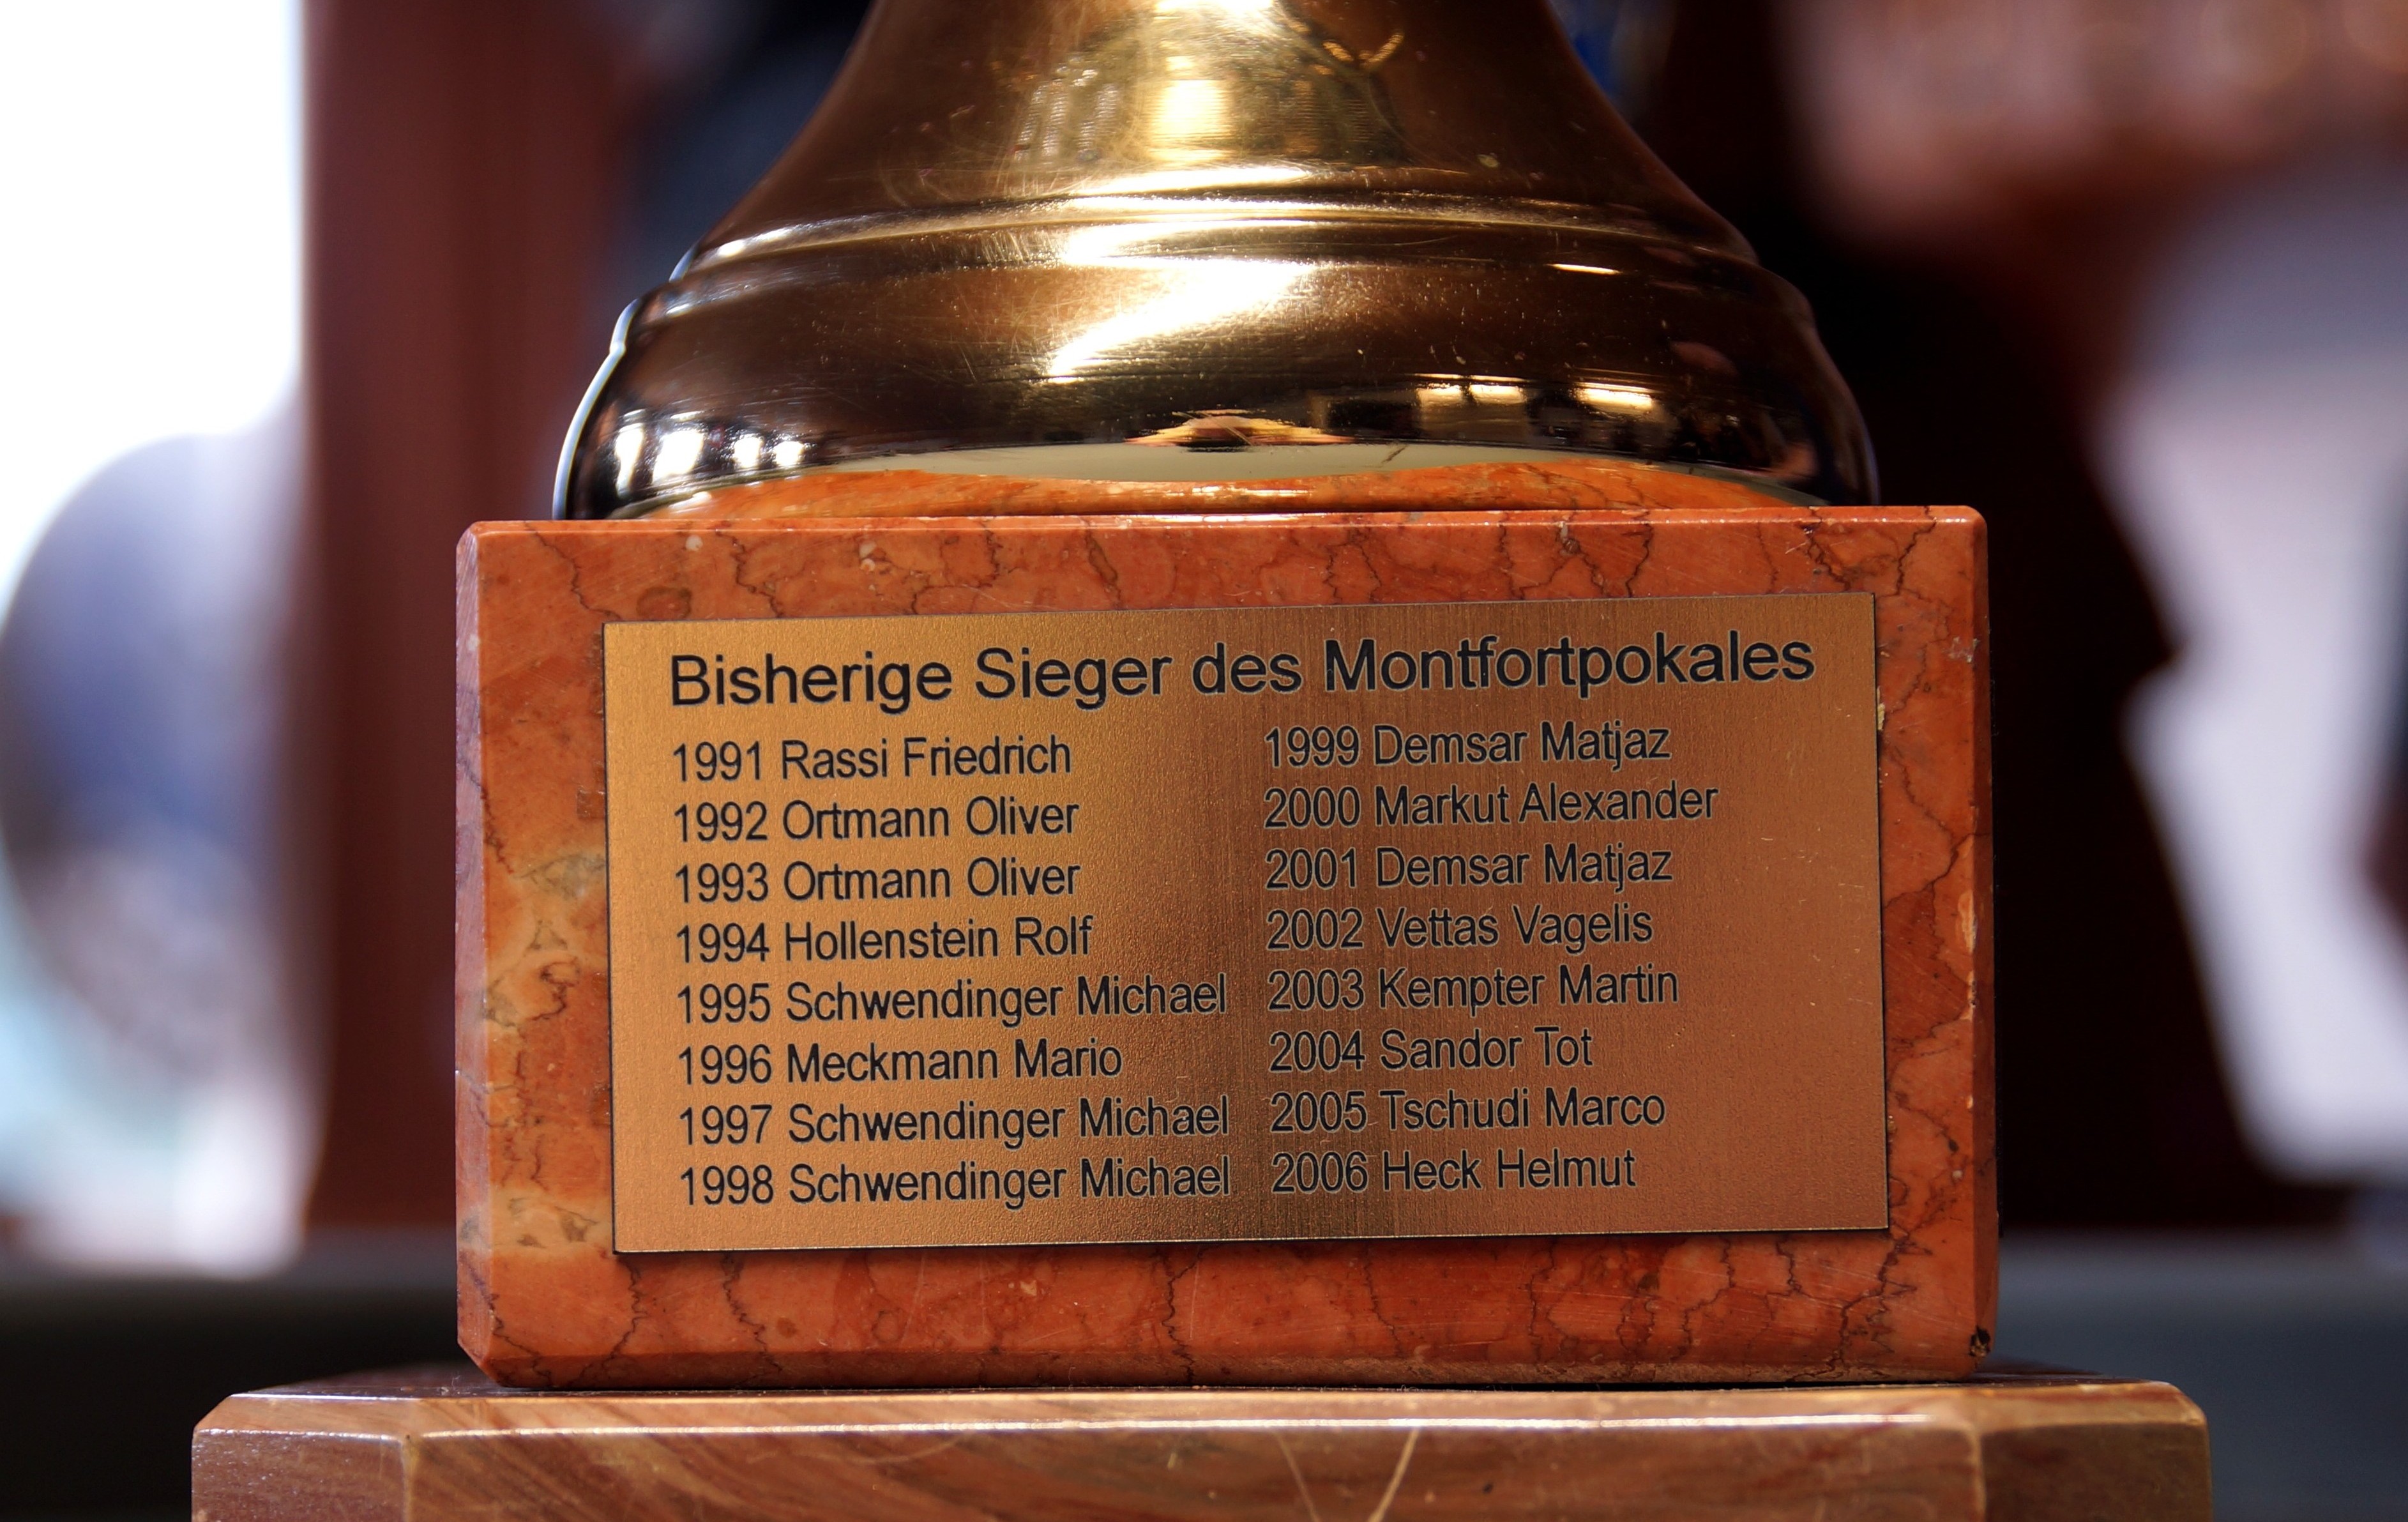 Bisherige Sieger des Montfortpokales
1991 Rassi Friedrich
1992 Ortmann Oliver
1993 Ortmann Oliver
1994 Hollenstein Rolf
1995 Schwendinger Michael
1996 Meckmann Mario
1997 Schwendinger Michael
1998 Schwendinger Michael
1999 Demsar Matjaz
2000 Markut Alexander
2001 Demsar Matjaz
2002 Vettas Vagelis
2003 Kempter Martin
2004 Sandor Tot
2005 Tschudi Marco
2006 Heck Helmut